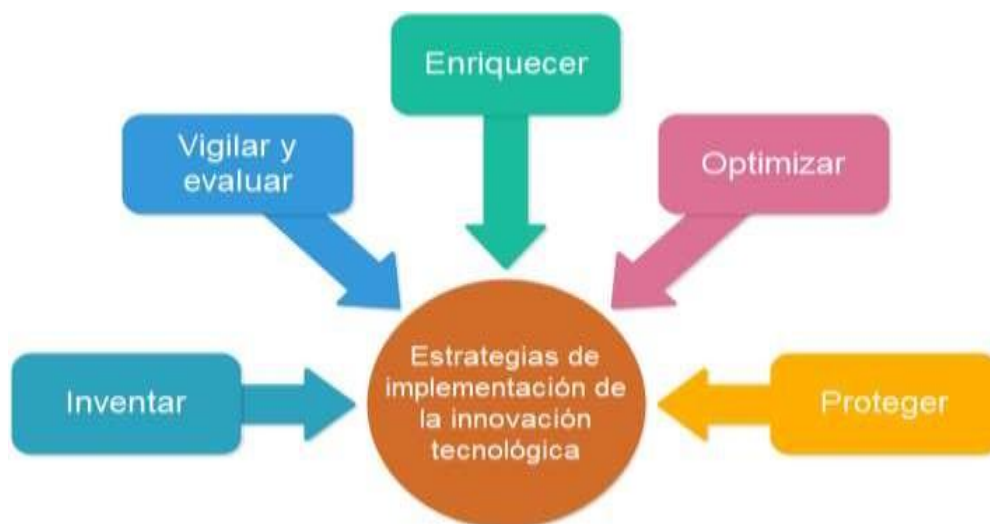 Enriquecer
Vigilar y
evaluar
Optimizar
Inventar
Estrategias de
implementación de
la innovación
tecnológica
Proteger